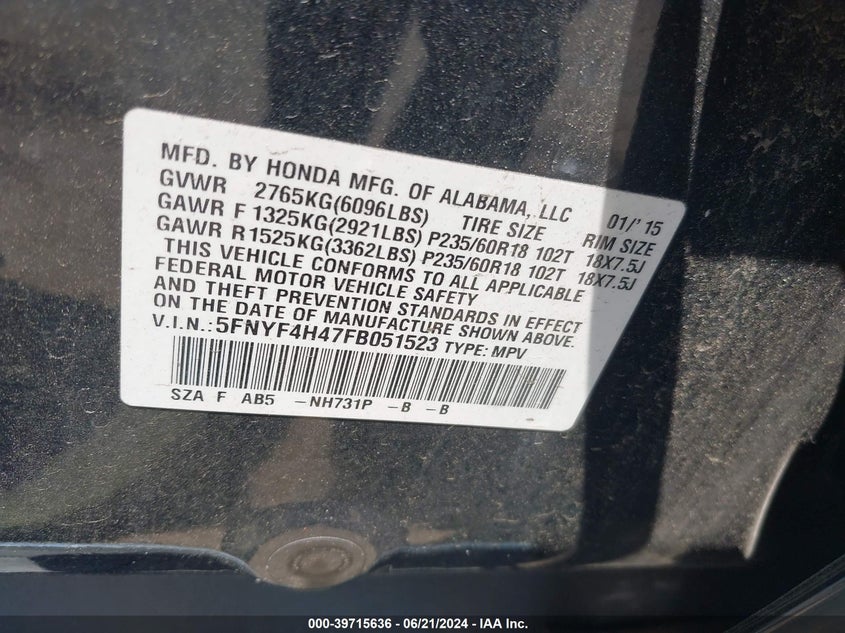 MFD. BY HONDA MFG. OF ALABAMA, LLC 01/'15
GVWR 2765KG(6096LBS) TIRE SIZE RIM SIZE
GAWR F 1325KG(2921LBS) P235/60R18 102T 18X7.5J
GAWR R1525KG(3362LBS) P235/60R18 102T 18X7.5J
THIS VEHICLE CONFORMS TO ALL APPLICABLE
FEDERAL MOTOR VEHICLE SAFETY
AND THEFT PREVENTION STANDARDS IN EFFECT
ON THE DATE OF MANUFACTURE SHOWN ABOVE.
V.I.N.: 5FNYF4H47FB051523 TYPE: MPV
SZA F AB5 -NH731P -B -B
000-39715636 - 06/21/2024 - IAA Inc.